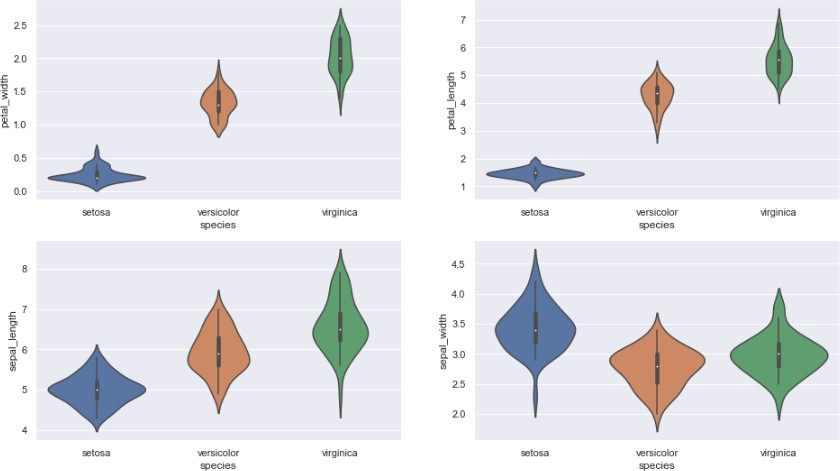 petal_width
2.5
2.0
1.5
1.0
0.5
0.0
setosa versicolor virginica
species
petal_length
7
6
5
4
3
2
1
setosa versicolor virginica
species
sepal_length
8
7
6
5
4
setosa versicolor virginica
species
sepal_width
4.5
4.0
3.5
3.0
2.5
2.0
setosa versicolor virginica
species